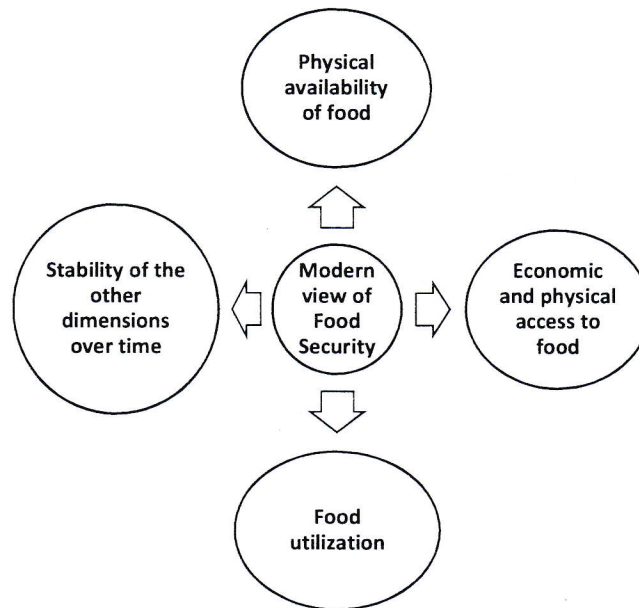 Physical
availability
of food
Stability of the
other
dimensions
over time
Modern
view of
Food
Security
Economic
and physical
access to
food
Food
utilization